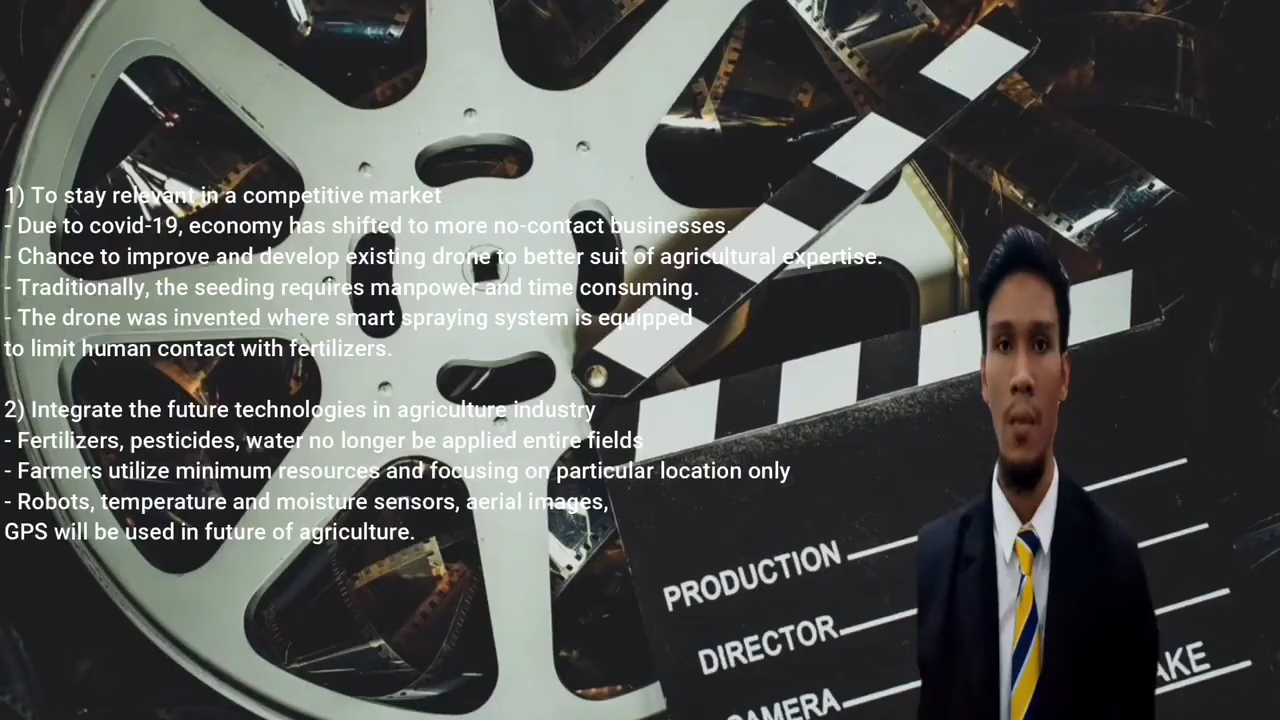 1) To stay relevant in a competitive market
- Due to covid-19, economy has shifted to more no-contact businesses.
- Chance to improve and develop existing drone to better suit of agricultural expertise.
- Traditionally, the seeding requires manpower and time consuming.
- The drone was invented where smart spraying system is equipped
to limit human contact with fertilizers.
2) Integrate the future technologies in agriculture industry
- Fertilizers, pesticides, water no longer be applied entire fields
- Farmers utilize minimum resources and focusing on particular location only
- Robots, temperature and moisture sensors, aerial images,
GPS will be used in future of agriculture.
PRODUCTION
DIRECTOR
CAMERA
AKE